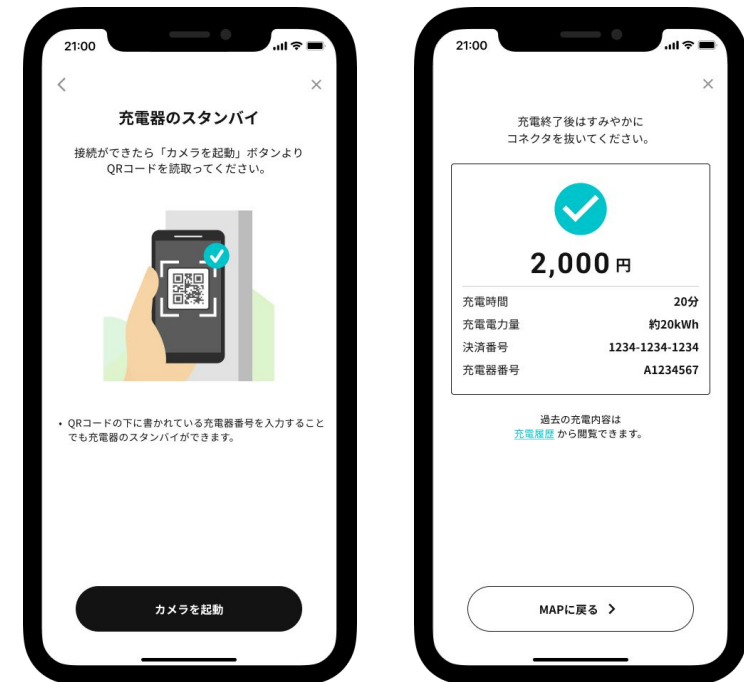 21:00
充電器のスタンバイ
接続ができたら「カメラを起動」ボタンより
QRコードを読取ってください。
• QRコードの下に書かれている充電器番号を入力すること
でも充電器のスタンバイができます。
カメラを起動
21:00
充電終了後はすみやかに
コネクタを抜いてください。
2,000 円
充電時間 20分
充電電力量 約20kWh
決済番号 1234-1234-1234
充電器番号 A1234567
過去の充電内容は
充電履歴 から閲覧できます。
MAPに戻る